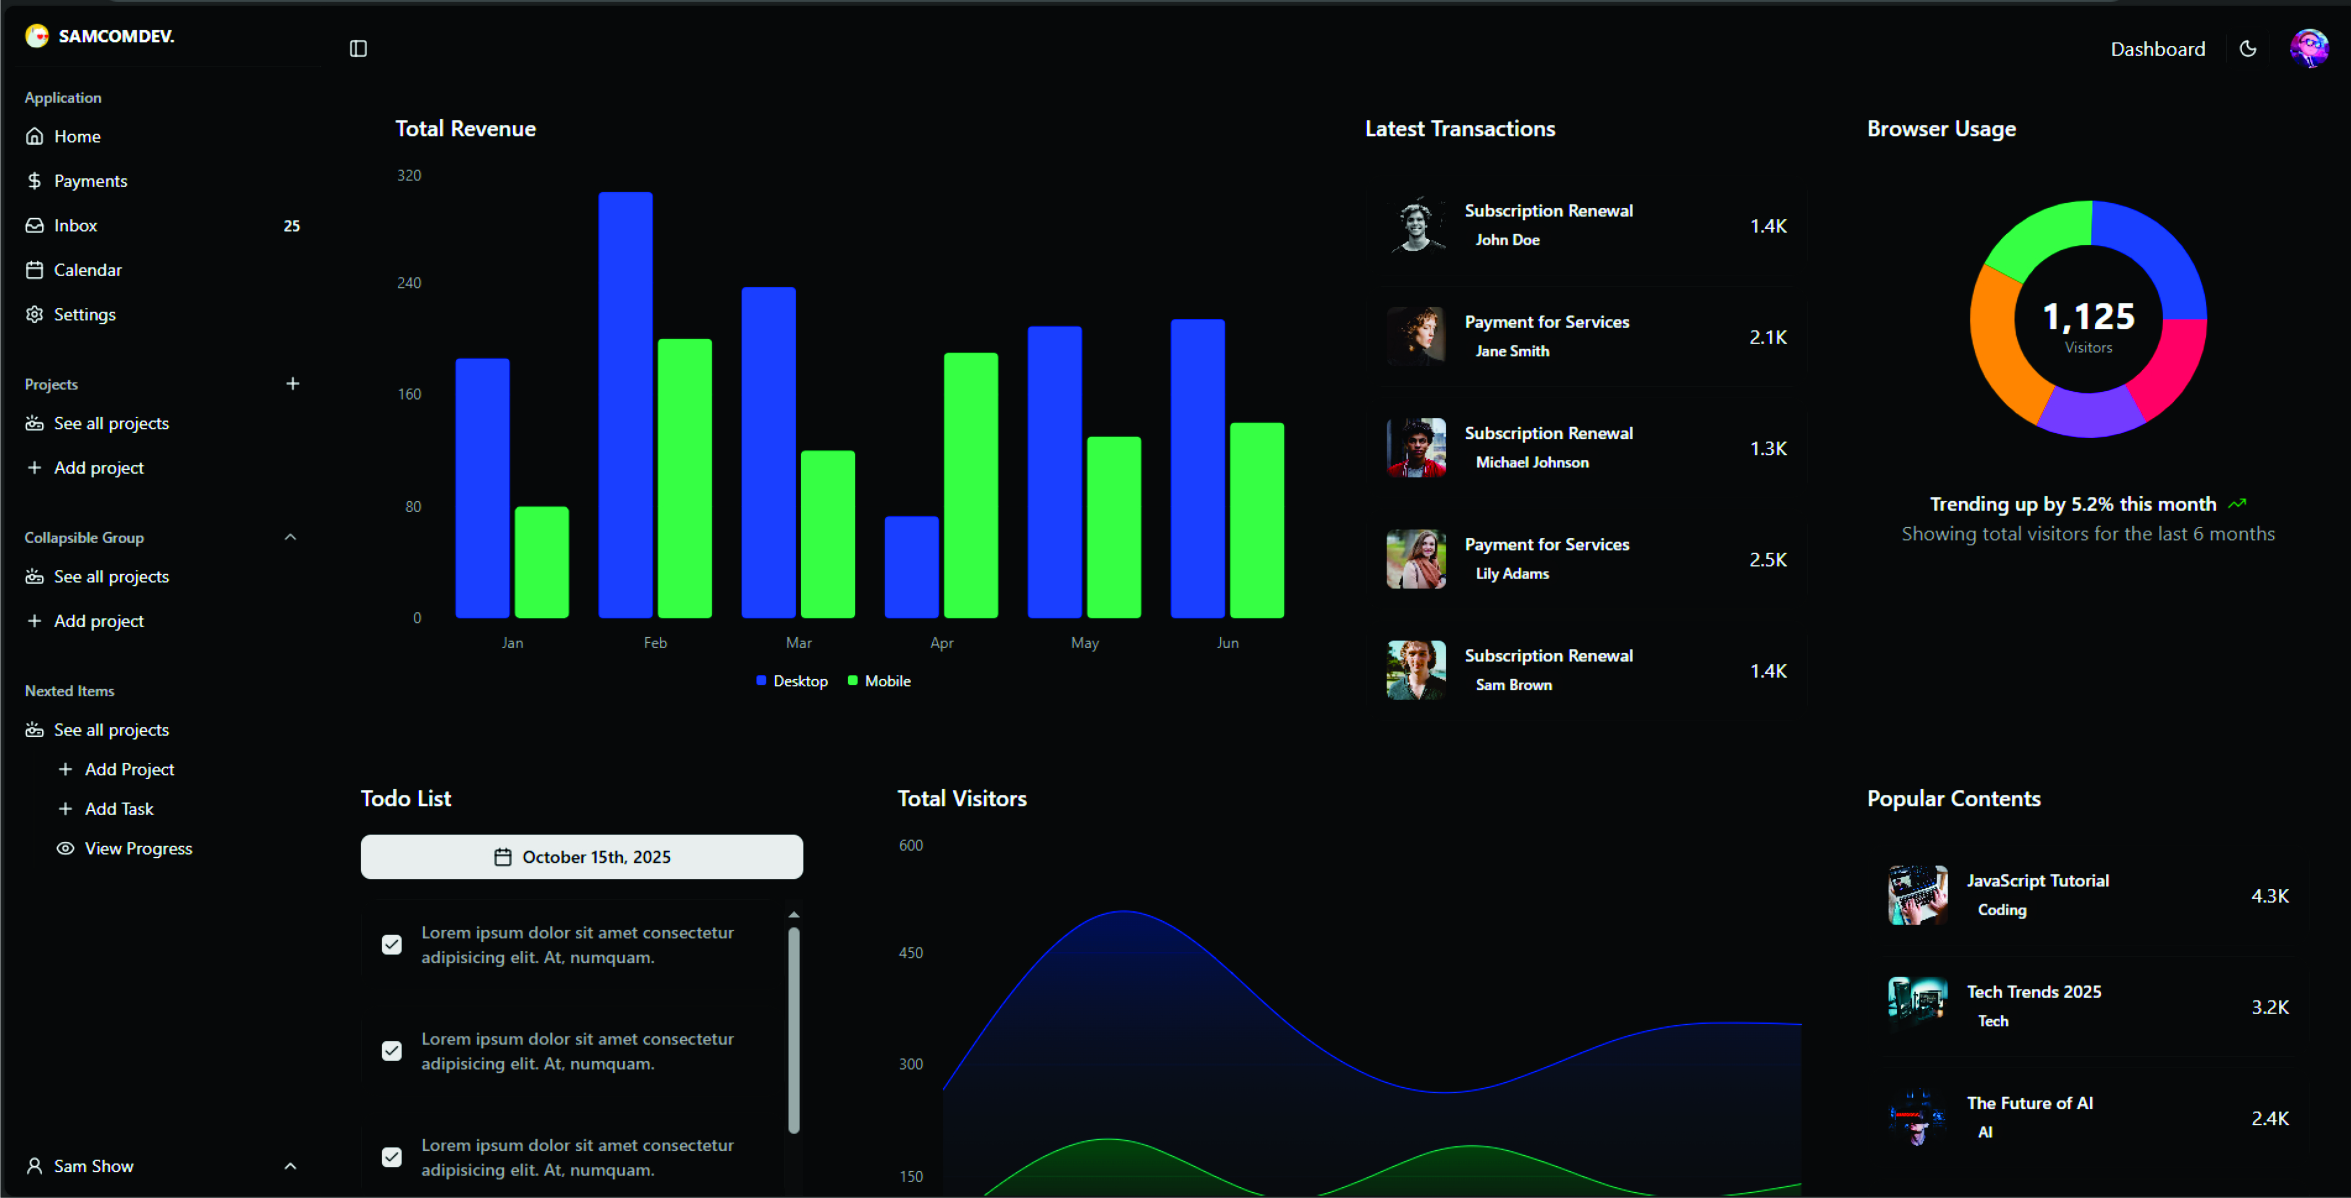 SAMCOMDEV.
Application
Home
Payments
Inbox 25
Calendar
Settings
Projects
See all projects
Add project
Collapsible Group
See all projects
Add project
Nexted Items
See all projects
Add Project
Add Task
View Progress
Sam Show
Dashboard
Total Revenue
320
240
160
80
0
Jan Feb Mar Apr May Jun
Desktop Mobile
Latest Transactions
Subscription Renewal
John Doe
1.4K
Payment for Services
Jane Smith
2.1K
Subscription Renewal
Michael Johnson
1.3K
Payment for Services
Lily Adams
2.5K
Subscription Renewal
Sam Brown
1.4K
Browser Usage
1,125
Visitors
Trending up by 5.2% this month
Showing total visitors for the last 6 months
Todo List
October 15th, 2025
Lorem ipsum dolor sit amet consectetur
adipisicing elit. At, numquam.
Lorem ipsum dolor sit amet consectetur
adipisicing elit. At, numquam.
Lorem ipsum dolor sit amet consectetur
adipisicing elit. At, numquam.
Total Visitors
600
450
300
150
Popular Contents
JavaScript Tutorial
Coding
4.3K
Tech Trends 2025
Tech
3.2K
The Future of AI
AI
2.4K